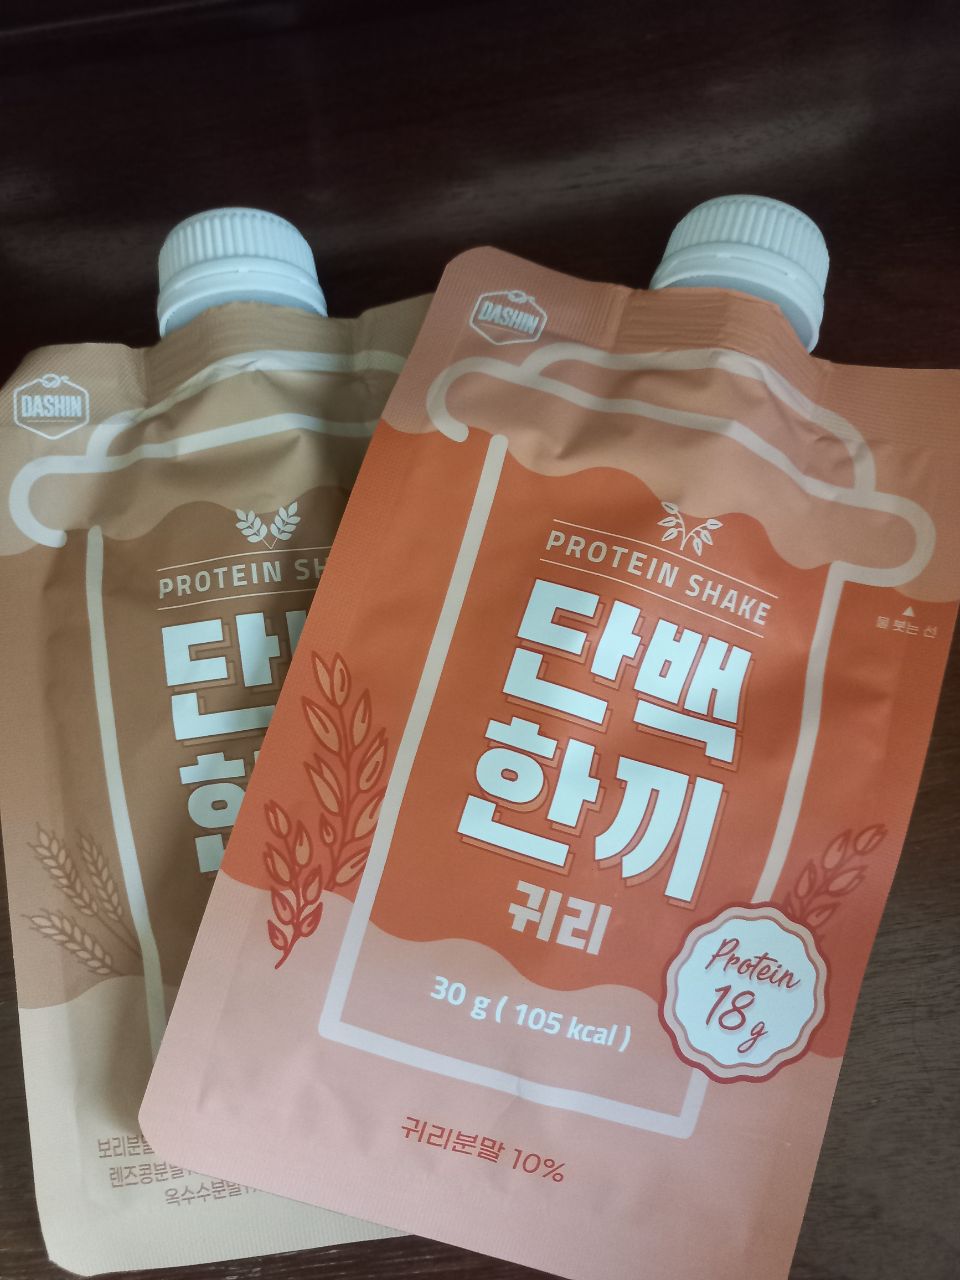 DASHIN
PROTEIN SH
단
한
보리분말
렌즈콩분말
옥수수분말
DASHIN
PROTEIN SHAKE
단백
한끼
귀리
30 g ( 105 kcal )
Protein
18 g
귀리분말 10%
물 붓는 선